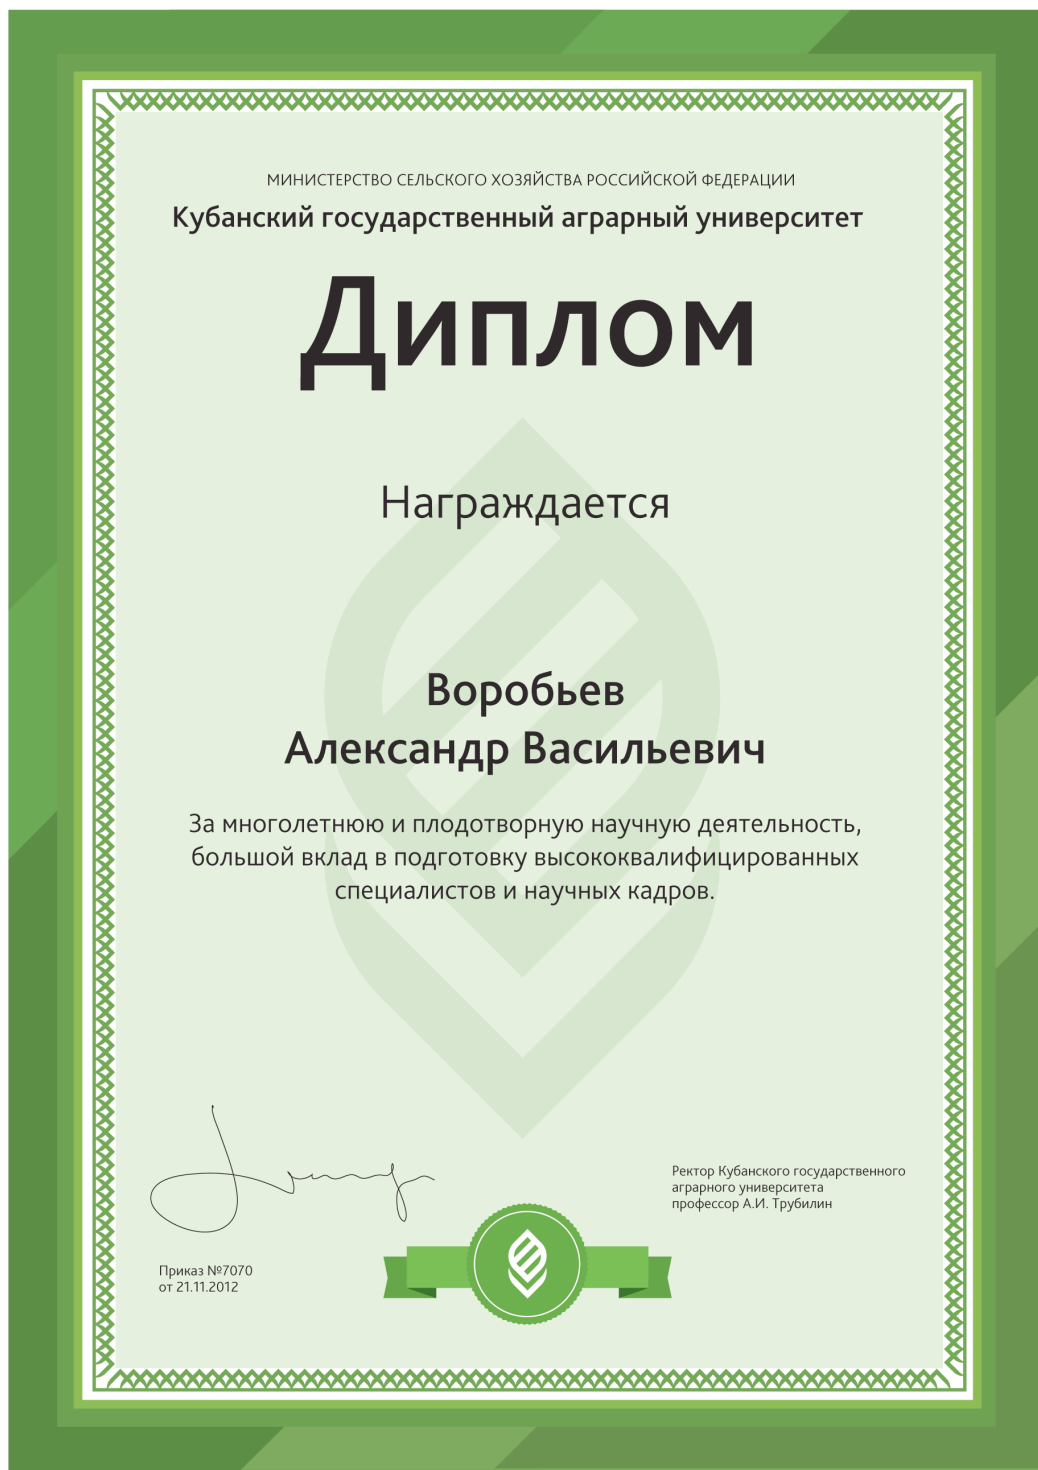 МИНИСТЕРСТВО СЕЛЬСКОГО ХОЗЯЙСТВА РОССИЙСКОЙ ФЕДЕРАЦИИ
Кубанский государственный аграрный университет
Диплом
Награждается
Воробьев
Александр Васильевич
За многолетнюю и плодотворную научную деятельность,
большой вклад в подготовку высококвалифицированных
специалистов и научных кадров.
Ректор Кубанского государственного
аграрного университета
профессор А.И. Трубилин
Приказ №7070
от 21.11.2012